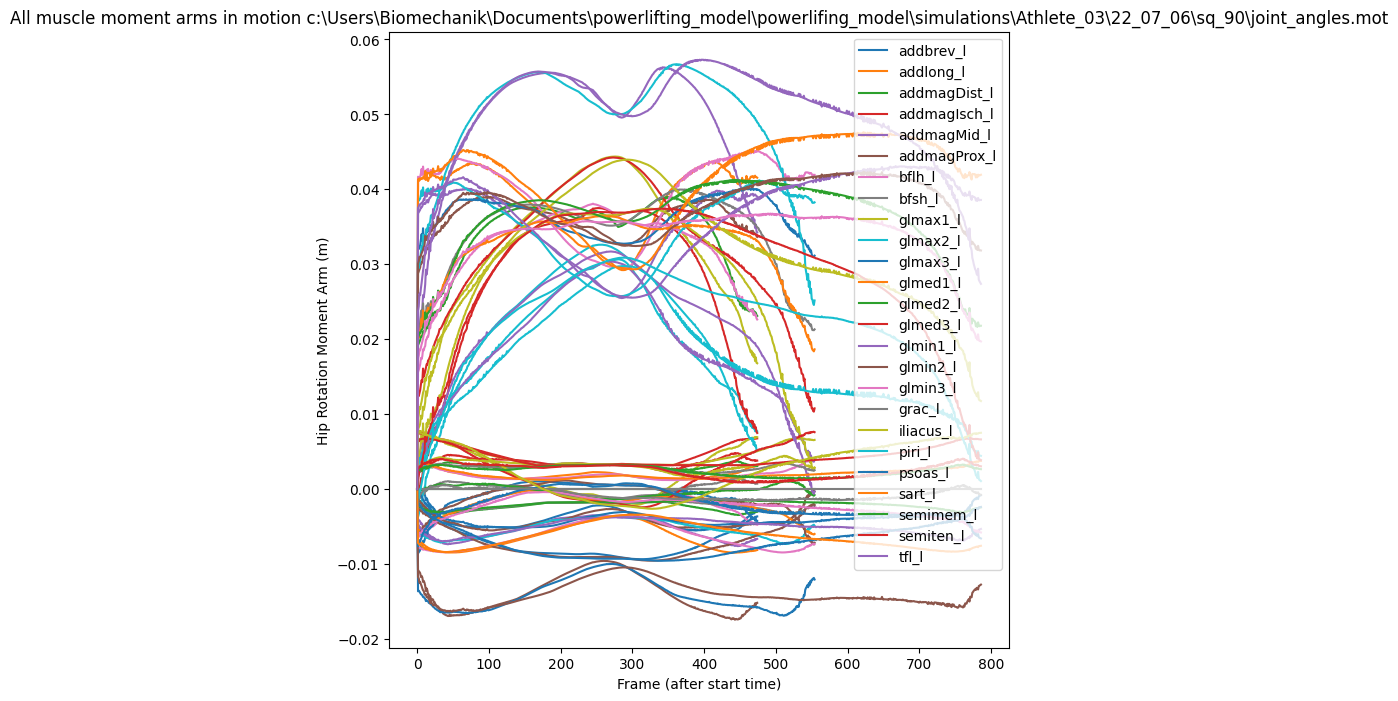 All muscle moment arms in motion c:\Users\Biomechanik\Documents\powerlifting_model\powerlifing_model\simulations\Athlete_03\22_07_06\sq_90\joint_angles.mot
0.06
0.05
0.04
0.03
0.02
0.01
0.00
−0.01
−0.02
Hip Rotation Moment Arm (m)
addbrev_l
addlong_l
addmagDist_l
addmagIsch_l
addmagMid_l
addmagProx_l
bflh_l
bfsh_l
glmax1_l
glmax2_l
glmax3_l
glmed1_l
glmed2_l
glmed3_l
glmin1_l
glmin2_l
glmin3_l
grac_l
iliacus_l
piri_l
psoas_l
sart_l
semimem_l
semiten_l
tfl_l
0 100 200 300 400 500 600 700 800
Frame (after start time)